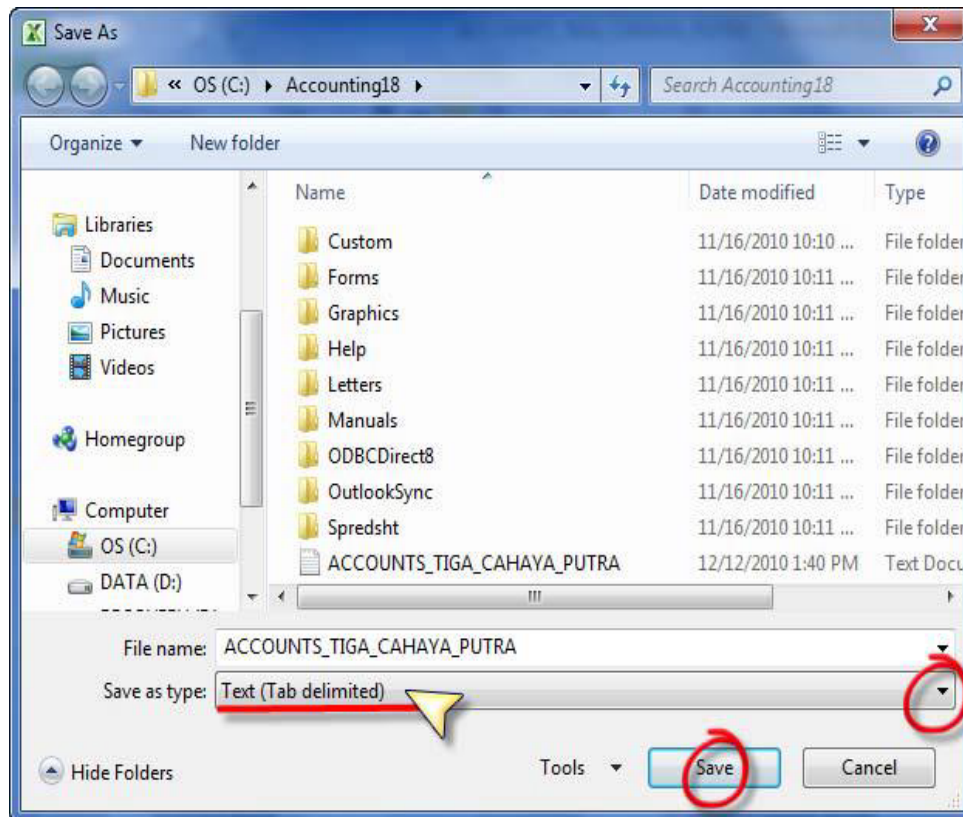 Save As
« OS (C:) ▸ Accounting18 ▸ Search Accounting18
Organize New folder
Name Date modified Type
Libraries
Documents
Music
Pictures
Videos
Homegroup
Computer
OS (C:)
DATA (D:)
Custom 11/16/2010 10:10 ... File folder
Forms 11/16/2010 10:11 ... File folder
Graphics 11/16/2010 10:11 ... File folder
Help 11/16/2010 10:11 ... File folder
Letters 11/16/2010 10:11 ... File folder
Manuals 11/16/2010 10:11 ... File folder
ODBCDirect8 11/16/2010 10:11 ... File folder
OutlookSync 11/16/2010 10:11 ... File folder
Spredsht 11/16/2010 10:11 ... File folder
ACCOUNTS_TIGA_CAHAYA_PUTRA 12/12/2010 1:40 PM Text Docu
File name: ACCOUNTS_TIGA_CAHAYA_PUTRA
Save as type: Text (Tab delimited)
Hide Folders Tools Save Cancel